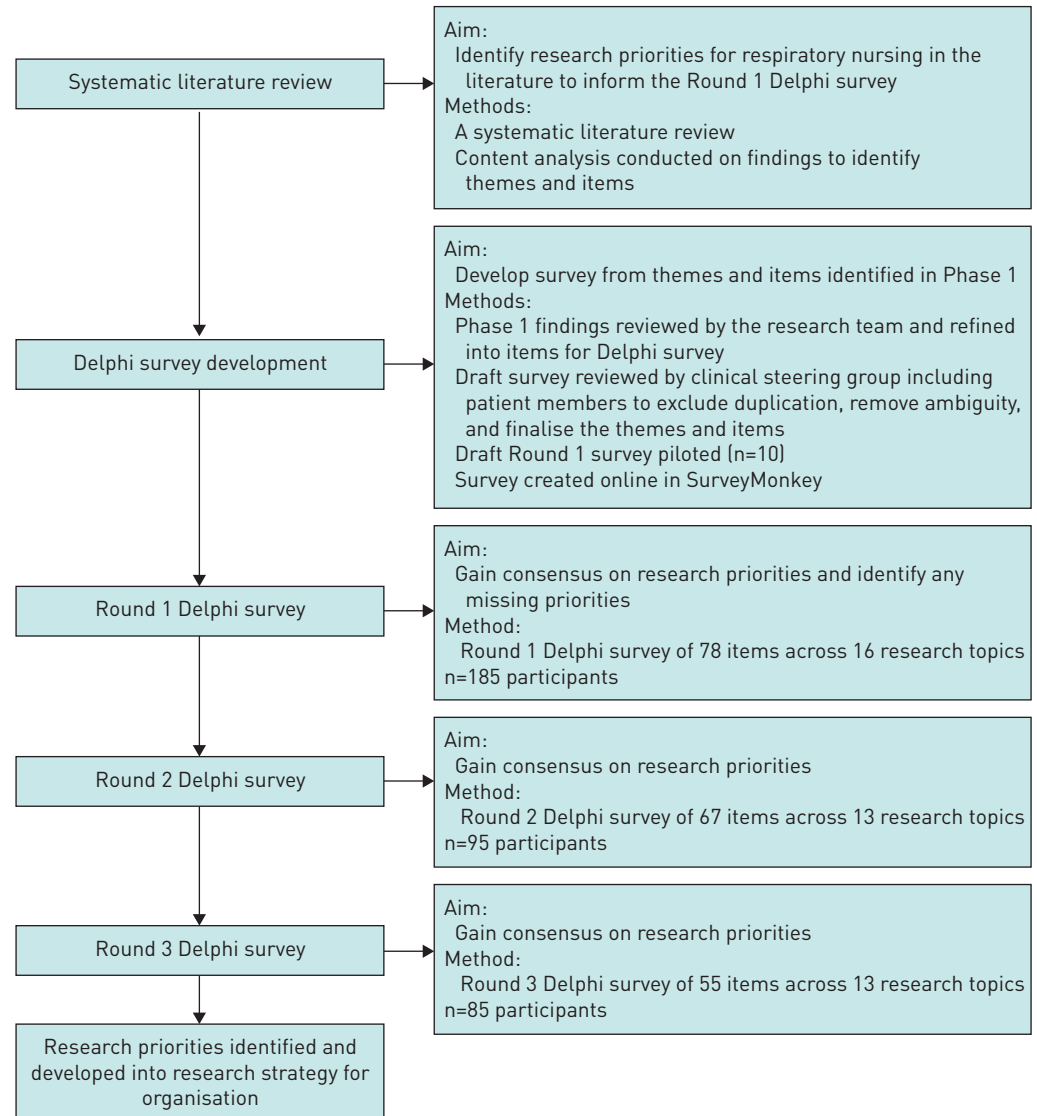 Systematic literature review
Aim:
Identify research priorities for respiratory nursing in the
literature to inform the Round 1 Delphi survey
Methods:
A systematic literature review
Content analysis conducted on findings to identify
themes and items
Delphi survey development
Aim:
Develop survey from themes and items identified in Phase 1
Methods:
Phase 1 findings reviewed by the research team and refined
into items for Delphi survey
Draft survey reviewed by clinical steering group including
patient members to exclude duplication, remove ambiguity,
and finalise the themes and items
Draft Round 1 survey piloted (n=10)
Survey created online in SurveyMonkey
Round 1 Delphi survey
Aim:
Gain consensus on research priorities and identify any
missing priorities
Method:
Round 1 Delphi survey of 78 items across 16 research topics
n=185 participants
Round 2 Delphi survey
Aim:
Gain consensus on research priorities
Method:
Round 2 Delphi survey of 67 items across 13 research topics
n=95 participants
Round 3 Delphi survey
Aim:
Gain consensus on research priorities
Method:
Round 3 Delphi survey of 55 items across 13 research topics
n=85 participants
Research priorities identified and
developed into research strategy for
organisation